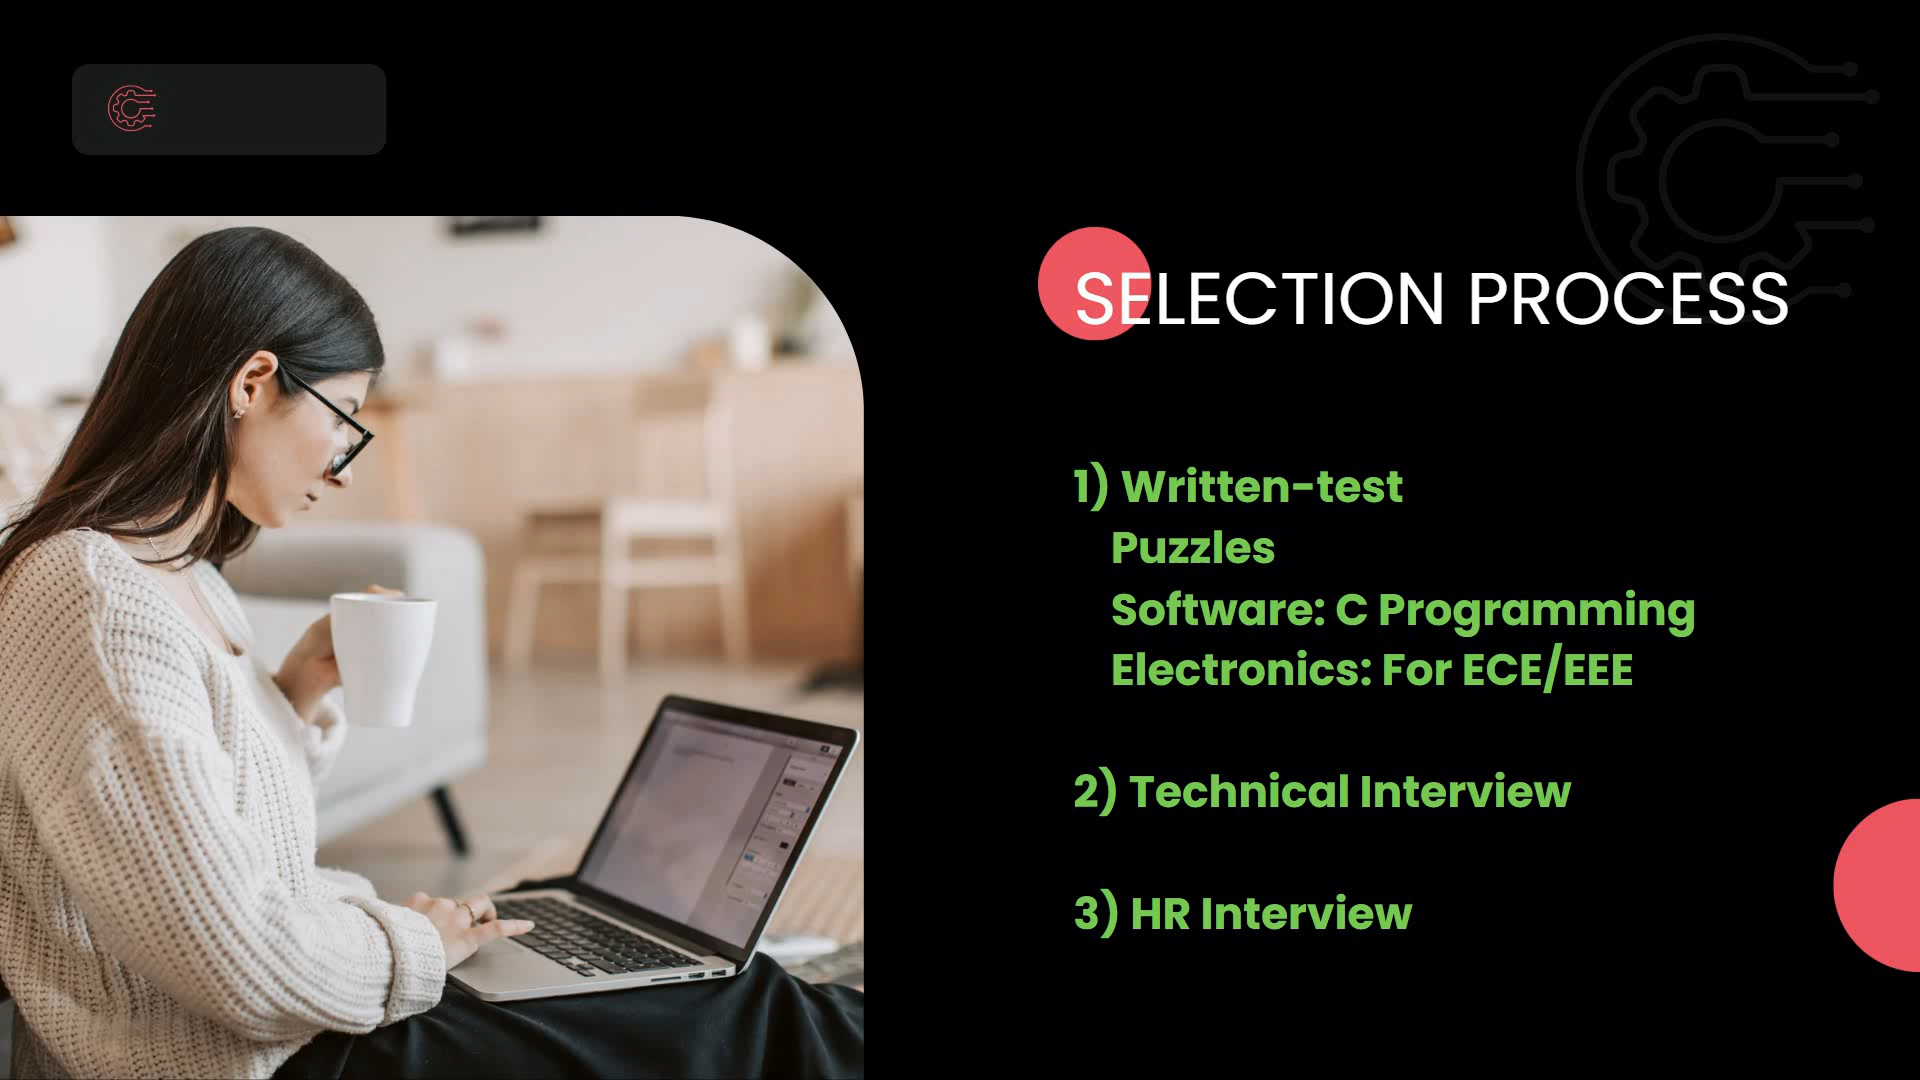 SELECTION PROCESS
1) Written-test
Puzzles
Software: C Programming
Electronics: For ECE/EEE
2) Technical Interview
3) HR Interview